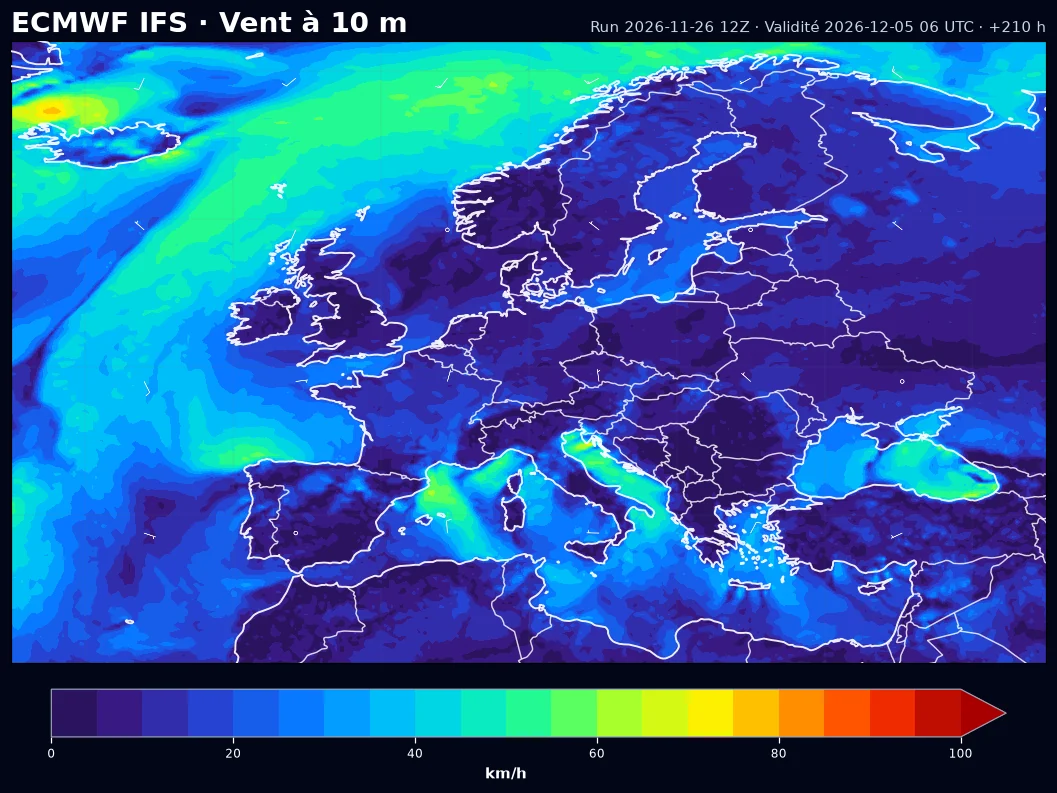 ECMWF IFS · Vent à 10 m
Run 2026-11-26 12Z · Validité 2026-12-05 06 UTC · +210 h
0 20 40 60 80 100
km/h